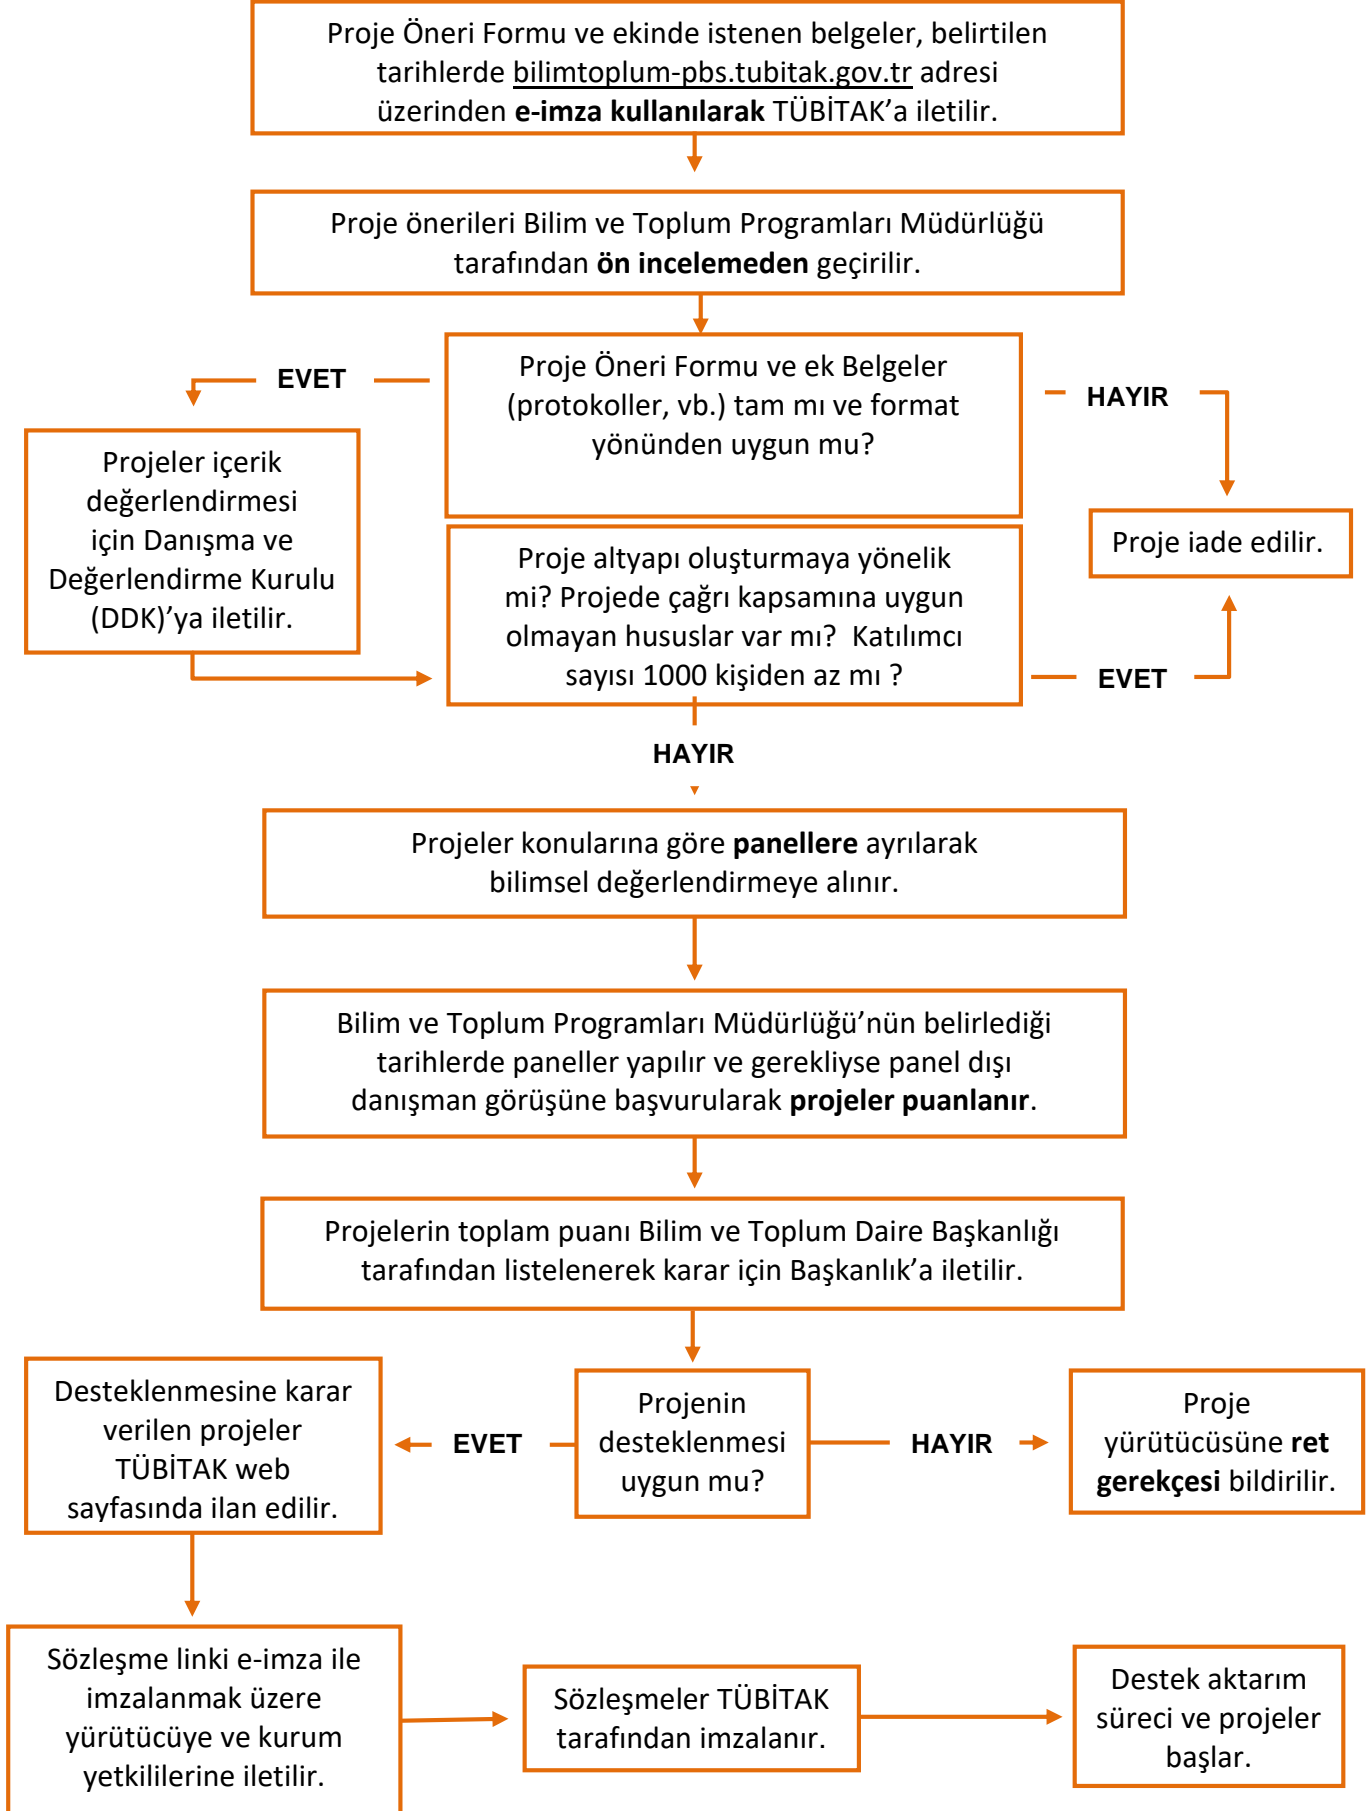 Proje Öneri Formu ve ekinde istenen belgeler, belirtilen
tarihlerde bilimtoplum-pbs.tubitak.gov.tr adresi
üzerinden e-imza kullanılarak TÜBİTAK’a iletilir.
Proje önerileri Bilim ve Toplum Programları Müdürlüğü
tarafından ön incelemeden geçirilir.
Proje Öneri Formu ve ek Belgeler
(protokoller, vb.) tam mı ve format
yönünden uygun mu?
EVET
HAYIR
Projeler içerik
değerlendirmesi
için Danışma ve
Değerlendirme Kurulu
(DDK)’ya iletilir.
Proje iade edilir.
Proje altyapı oluşturmaya yönelik
mi? Projede çağrı kapsamına uygun
olmayan hususlar var mı?  Katılımcı
sayısı 1000 kişiden az mı ?
EVET
HAYIR
Projeler konularına göre panellere ayrılarak
bilimsel değerlendirmeye alınır.
Bilim ve Toplum Programları Müdürlüğü’nün belirlediği
tarihlerde paneller yapılır ve gerekliyse panel dışı
danışman görüşüne başvurularak projeler puanlanır.
Projelerin toplam puanı Bilim ve Toplum Daire Başkanlığı
tarafından listelenerek karar için Başkanlık’a iletilir.
Desteklenmesine karar
verilen projeler
TÜBİTAK web
sayfasında ilan edilir.
EVET
Projenin
desteklenmesi
uygun mu?
HAYIR
Proje
yürütücüsüne ret
gerekçesi bildirilir.
Sözleşme linki e-imza ile
imzalanmak üzere
yürütücüye ve kurum
yetkililerine iletilir.
Sözleşmeler TÜBİTAK
tarafından imzalanır.
Destek aktarım
süreci ve projeler
başlar.